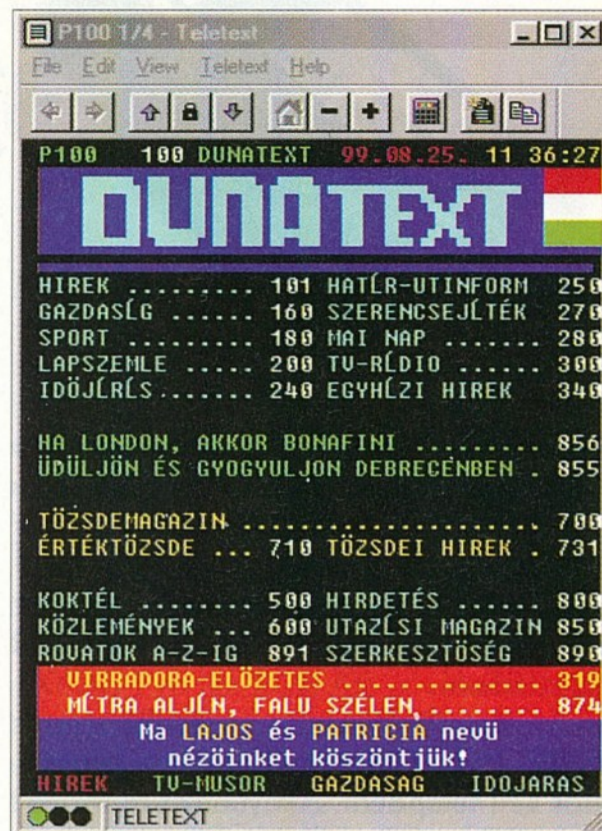 P100 1/4 - Teletext
File Edit View Teletext Help
P100 100 DUNATEXT 99.08.25. 11 36:27
DUNATEXT
HIREK ......... 101 HATĹR-UTINFORM 250
GAZDASĹG ...... 160 SZERENCSEJĹTÉK 270
SPORT ......... 180 MAI NAP ....... 280
LAPSZEMLE ..... 200 TV-RĹDIO ...... 300
IDÖJĹRĹS ....... 240 EGYHĹZI HIREK 340
HA LONDON, AKKOR BONAFINI ......... 856
ÜDÜLJÖN ÉS GYOGYULJON DEBRECENBEN . 855
TÖZSDEMAGAZIN ...................... 700
ÉRTÉKTÖZSDE ... 710 TÖZSDEI HIREK . 731
KOKTÉL ........ 500 HIRDETÉS ...... 800
KÖZLEMÉNYEK ... 600 UTAZĹSI MAGAZIN 850
ROVATOK A-Z-IG 891 SZERKESZTÖSÉG 890
VIRRADORA-ELÖZETES .............. 319
MĹTRA ALJĹN, FALU SZÉLEN, ........ 874
Ma LAJOS és PATRICIA nevü
nézöinket köszöntjük!
HIREK TV-MUSOR GAZDASAG IDOJARAS
TELETEXT